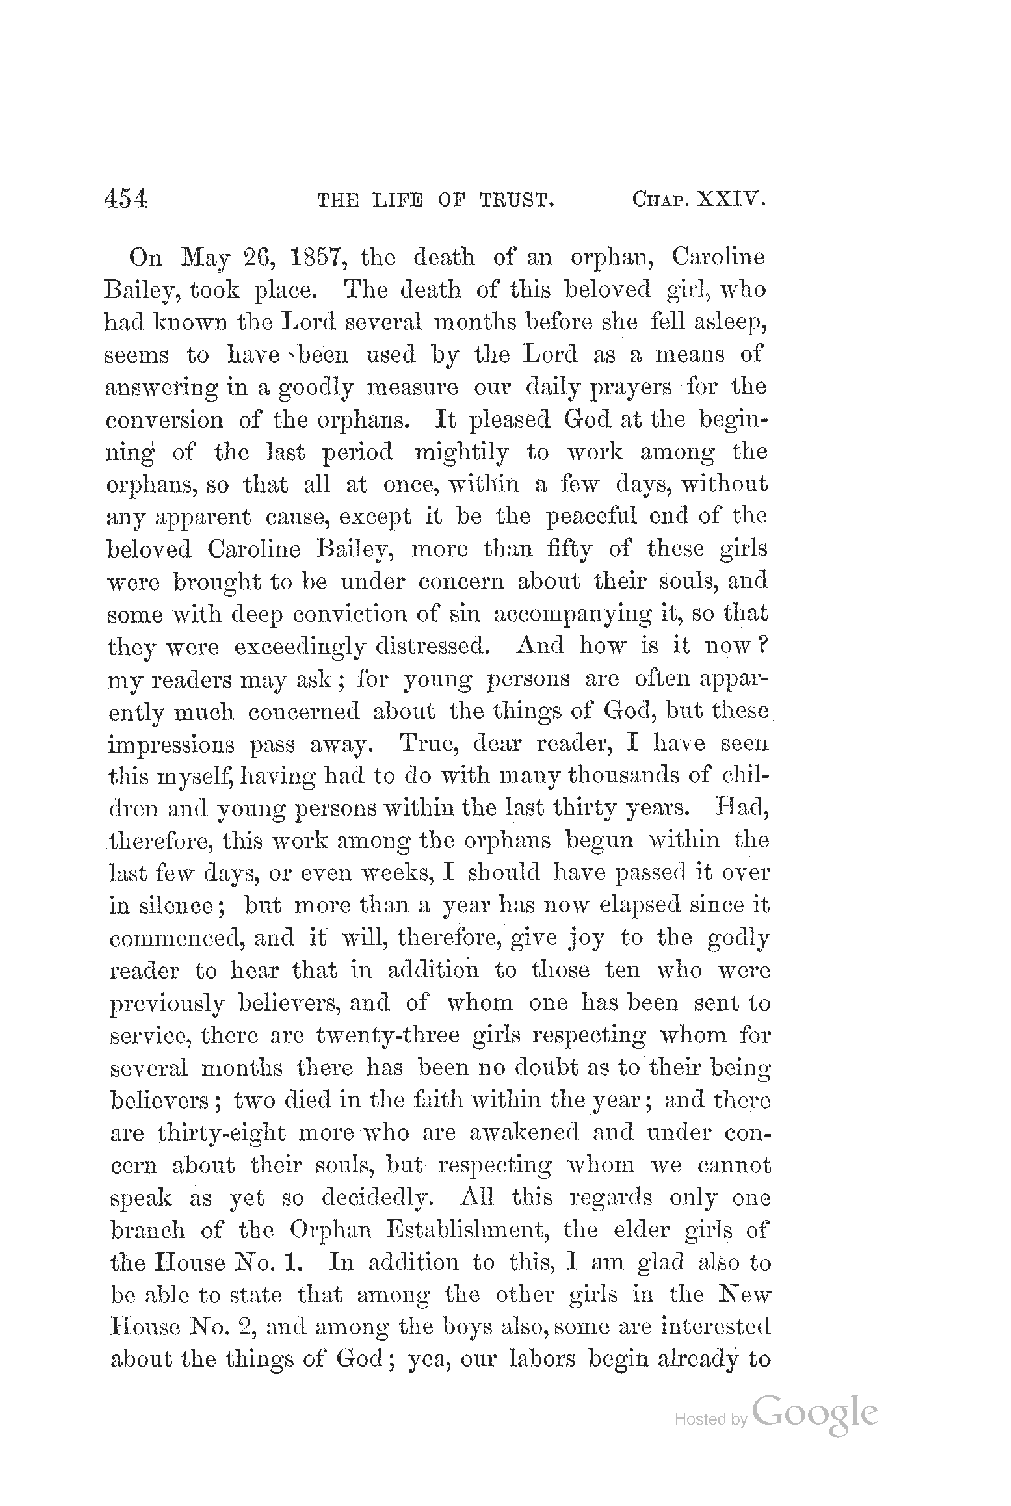 454 THE LIFE OF TRUST. CHAP. XXIV.
On May 26, 1857, the death of an orphan, Caroline
Bailey, took place. The death of this beloved girl, who
had known the Lord several months before she fell asleep,
seems to have been used by the Lord as a means of
answering in a goodly measure our daily prayers for the
conversion of the orphans. It pleased God at the begin-
ning of the last period mightily to work among the
orphans, so that all at once, within a few days, without
any apparent cause, except it be the peaceful end of the
beloved Caroline Bailey, more than fifty of these girls
were brought to be under concern about their souls, and
some with deep conviction of sin accompanying it, so that
they were exceedingly distressed. And how is it now?
my readers may ask; for young persons are often appar-
ently much concerned about the things of God, but these
impressions pass away. True, dear reader, I have seen
this myself, having had to do with many thousands of chil-
dren and young persons within the last thirty years. Had,
therefore, this work among the orphans begun within the
last few days, or even weeks, I should have passed it over
in silence; but more than a year has now elapsed since it
commenced, and it will, therefore, give joy to the godly
reader to hear that in addition to those ten who were
previously believers, and of whom one has been sent to
service, there are twenty-three girls respecting whom for
several months there has been no doubt as to their being
believers; two died in the faith within the year; and there
are thirty-eight more who are awakened and under con-
cern about their souls, but respecting whom we cannot
speak as yet so decidedly. All this regards only one
branch of the Orphan Establishment, the elder girls of
the House No. 1. In addition to this, I am glad also to
be able to state that among the other girls in the New
House No. 2, and among the boys also, some are interested
about the things of God; yea, our labors begin already to
Hosted by Google